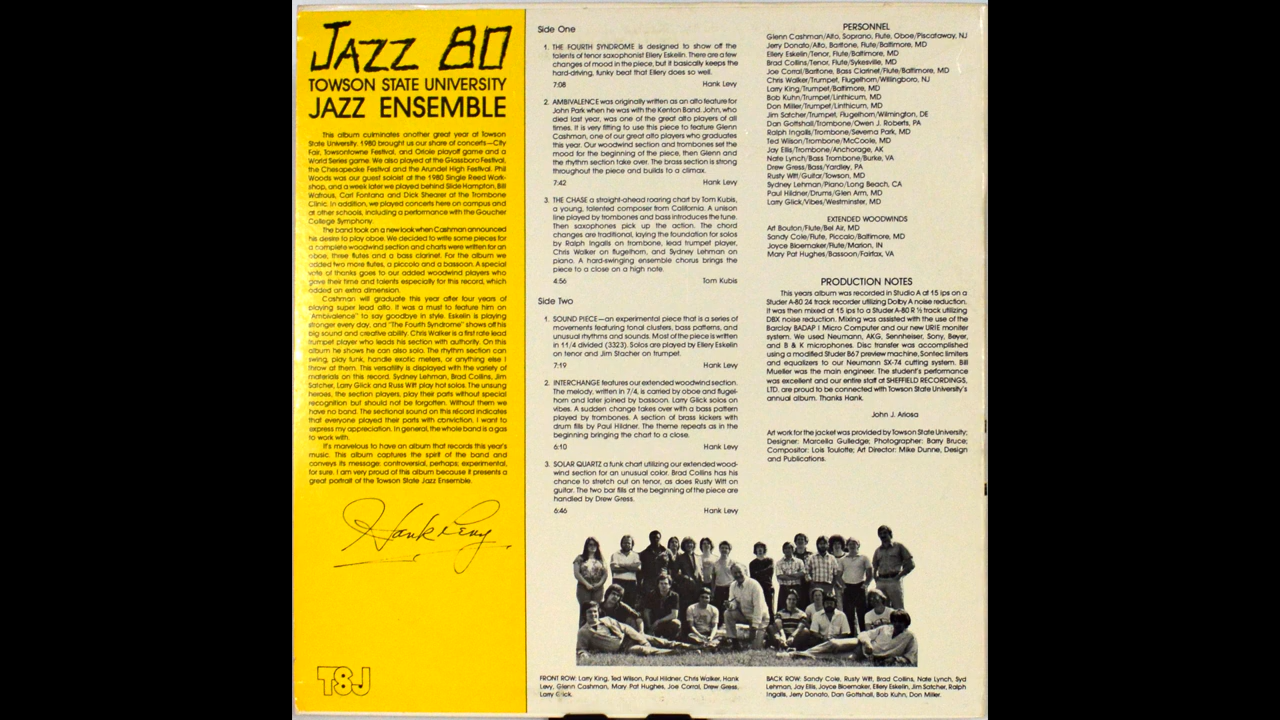 JAZZ 80
TOWSON STATE UNIVERSITY
JAZZ ENSEMBLE
This album culminates another great year at Towson
State University. 1980 brought us our share of concerts—City
Fair, Towsontowne Festival, and Oriole playoff game and a
World Series game. We also played at the Glassboro Festival,
the Chesapeake Festival and the Arundel High Festival. Phil
Woods was our guest soloist at the 1980 Single Reed Work-
shop, and a week later we played behind Slide Hampton, Bill
Watrous, Carl Fontana and Dick Shearer at the Trombone
Clinic. In addition, we played concerts here on campus and
at other schools, including a performance with the Goucher
College Symphony.
The band took on a new look when Cashman announced
his desire to play oboe. We decided to write some pieces for
a complete woodwind section and charts were written for an
oboe, three flutes and a bass clarinet. For the album we
added two more flutes, a piccolo and a bassoon. A special
vote of thanks goes to our added woodwind players who
gave their time and talents especially for this record, which
added an extra dimension.
Cashman will graduate this year after four years of
playing super lead alto. It was a must to feature him on
"Ambivalence" to say goodbye in style. Eskelin is playing
stronger every day, and "The Fourth Syndrome" shows off his
big sound and creative ability. Chris Walker is a first rate lead
trumpet player who leads his section with authority. On this
album he shows he can also solo. The rhythm section can
swing, play funk, handle exotic meters, or anything else I
throw at them. This versatility is displayed with the variety of
materials on this record. Sydney Lehman, Brad Collins, Jim
Satcher, Larry Glick and Russ Witt play hot solos. The unsung
heroes, the section players, play their parts without special
recognition but should not be forgotten. Without them we
have no band. The sectional sound on this record indicates
that everyone played their parts with conviction. I want to
express my appreciation. In general, the whole band is a gas
to work with.
It's marvelous to have an album that records this year's
music. This album captures the spirit of the band and
conveys its message: controversial, perhaps; experimental,
for sure. I am very proud of this album because it presents a
great portrait of the Towson State Jazz Ensemble.
Hank Levy
TSJ
Side One
1. THE FOURTH SYNDROME is designed to show off the
talents of tenor saxophonist Ellery Eskelin. There are a few
changes of mood in the piece, but it basically keeps the
hard-driving, funky beat that Ellery does so well.
7:08 Hank Levy
2. AMBIVALENCE was originally written as an alto feature for
John Park when he was with the Kenton Band. John, who
died last year, was one of the great alto players of all
times. It is very fitting to use this piece to feature Glenn
Cashman, one of our great alto players who graduates
this year. Our woodwind section and trombones set the
mood for the beginning of the piece, then Glenn and
the rhythm section take over. The brass section is strong
throughout the piece and builds to a climax.
7:42 Hank Levy
3. THE CHASE a straight-ahead roaring chart by Tom Kubis,
a young, talented composer from California. A unison
line played by trombones and bass introduces the tune.
Then saxophones pick up the action. The chord
changes are traditional, laying the foundation for solos
by Ralph Ingalls on trombone, lead trumpet player,
Chris Walker on flugelhorn, and Sydney Lehman on
piano. A hard-swinging ensemble chorus brings the
piece to a close on a high note.
4:56 Tom Kubis
Side Two
1. SOUND PIECE—an experimental piece that is a series of
movements featuring tonal clusters, bass patterns, and
unusual rhythms and sounds. Most of the piece is written
in 11/4 divided (3323). Solos are played by Ellery Eskelin
on tenor and Jim Stacher on trumpet.
7:19 Hank Levy
2. INTERCHANGE features our extended woodwind section.
The melody, written in 7/4, is carried by oboe and flugel-
horn and later joined by bassoon. Larry Glick solos on
vibes. A sudden change takes over with a bass pattern
played by trombones. A section of brass kickers with
drum fills by Paul Hildner. The theme repeats as in the
beginning bringing the chart to a close.
6:10 Hank Levy
3. SOLAR QUARTZ a funk chart utilizing our extended wood-
wind section for an unusual color. Brad Collins has his
chance to stretch out on tenor, as does Rusty Witt on
guitar. The two bar fills at the beginning of the piece are
handled by Drew Gress.
6:46 Hank Levy
PERSONNEL
Glenn Cashman/Alto, Soprano, Flute, Oboe/Piscataway, NJ
Jerry Donato/Alto, Baritone, Flute/Baltimore, MD
Ellery Eskelin/Tenor, Flute/Baltimore, MD
Brad Collins/Tenor, Flute/Sykesville, MD
Joe Corral/Baritone, Bass Clarinet/Flute/Baltimore, MD
Chris Walker/Trumpet, Flugelhorn/Willingboro, NJ
Larry King/Trumpet/Baltimore, MD
Bob Kuhn/Trumpet/Linthicum, MD
Don Miller/Trumpet/Linthicum, MD
Jim Satcher/Trumpet, Flugelhorn/Wilmington, DE
Dan Gottshall/Trombone/Owen J. Roberts, PA
Ralph Ingalls/Trombone/Severna Park, MD
Ted Wilson/Trombone/McCoole, MD
Jay Ellis/Trombone/Anchorage, AK
Nate Lynch/Bass Trombone/Burke, VA
Drew Gress/Bass/Yardley, PA
Rusty Witt/Guitar/Towson, MD
Sydney Lehman/Piano/Long Beach, CA
Paul Hildner/Drums/Glen Arm, MD
Larry Glick/Vibes/Westminster, MD
EXTENDED WOODWINDS
Art Bouton/Flute/Bel Air, MD
Sandy Cole/Flute, Piccolo/Baltimore, MD
Joyce Bloemaker/Flute/Marion, IN
Mary Pat Hughes/Bassoon/Fairfax, VA
PRODUCTION NOTES
This years album was recorded in Studio A at 15 ips on a
Studer A-80 24 track recorder utilizing Dolby A noise reduction.
It was then mixed at 15 ips to a Studer A-80 R ½ track utilizing
DBX noise reduction. Mixing was assisted with the use of the
Barclay BADAP I Micro Computer and our new URIE moniter
system. We used Neumann, AKG, Sennheiser, Sony, Beyer,
and B & K microphones. Disc transfer was accomplished
using a modified Studer B67 preview machine, Sontec limiters
and equalizers to our Neumann SX-74 cutting system. Bill
Mueller was the main engineer. The student's performance
was excellent and our entire staff at SHEFFIELD RECORDINGS,
LTD. are proud to be connected with Towson State University's
annual album. Thanks Hank.
John J. Ariosa
Art work for the jacket was provided by Towson State University;
Designer: Marcella Gulledge; Photographer: Barry Bruce;
Compositor: Lois Toulotte; Art Director: Mike Dunne, Design
and Publications.
FRONT ROW: Larry King, Ted Wilson, Paul Hildner, Chris Walker, Hank
Levy, Glenn Cashman, Mary Pat Hughes, Joe Corral, Drew Gress,
Larry Glick.
BACK ROW: Sandy Cole, Rusty Witt, Brad Collins, Nate Lynch, Syd
Lehman, Jay Ellis, Joyce Bloemaker, Ellery Eskelin, Jim Satcher, Ralph
Ingalls, Jerry Donato, Dan Gottshall, Bob Kuhn, Don Miller.